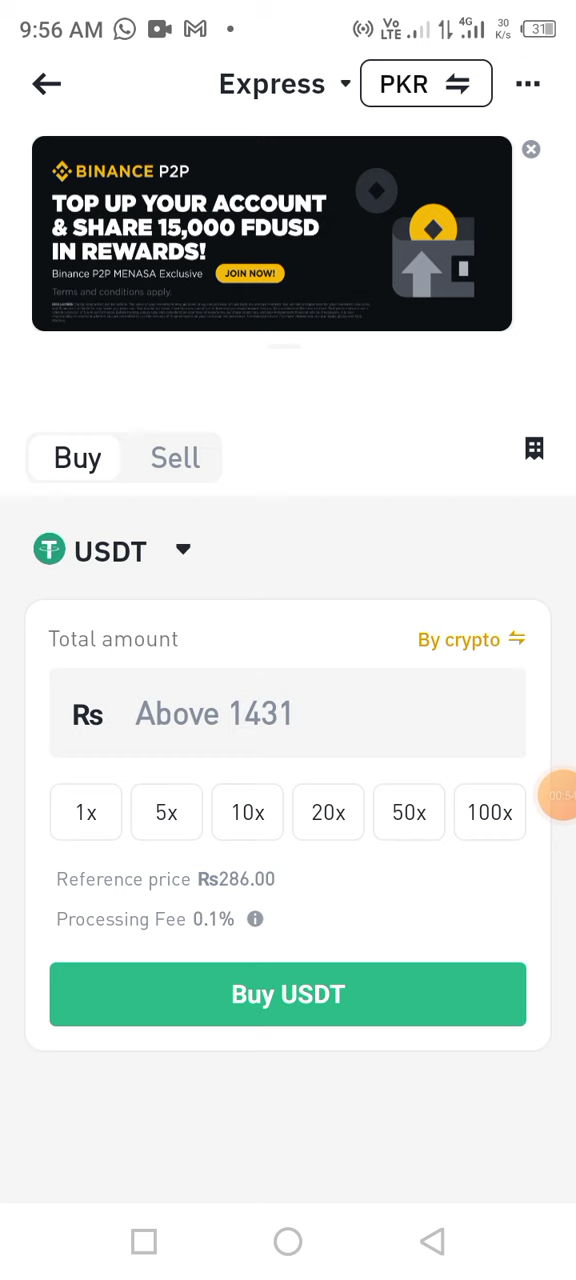 9:56 AM
Vo LTE 4G 30 K/s 31
Express PKR
BINANCE P2P
TOP UP YOUR ACCOUNT
& SHARE 15,000 FDUSD
IN REWARDS!
Binance P2P MENASA Exclusive JOIN NOW!
Terms and conditions apply.
Buy Sell
USDT
Total amount By crypto
Rs Above 1431
1x 5x 10x 20x 50x 100x
00:54
Reference price Rs286.00
Processing Fee 0.1%
Buy USDT